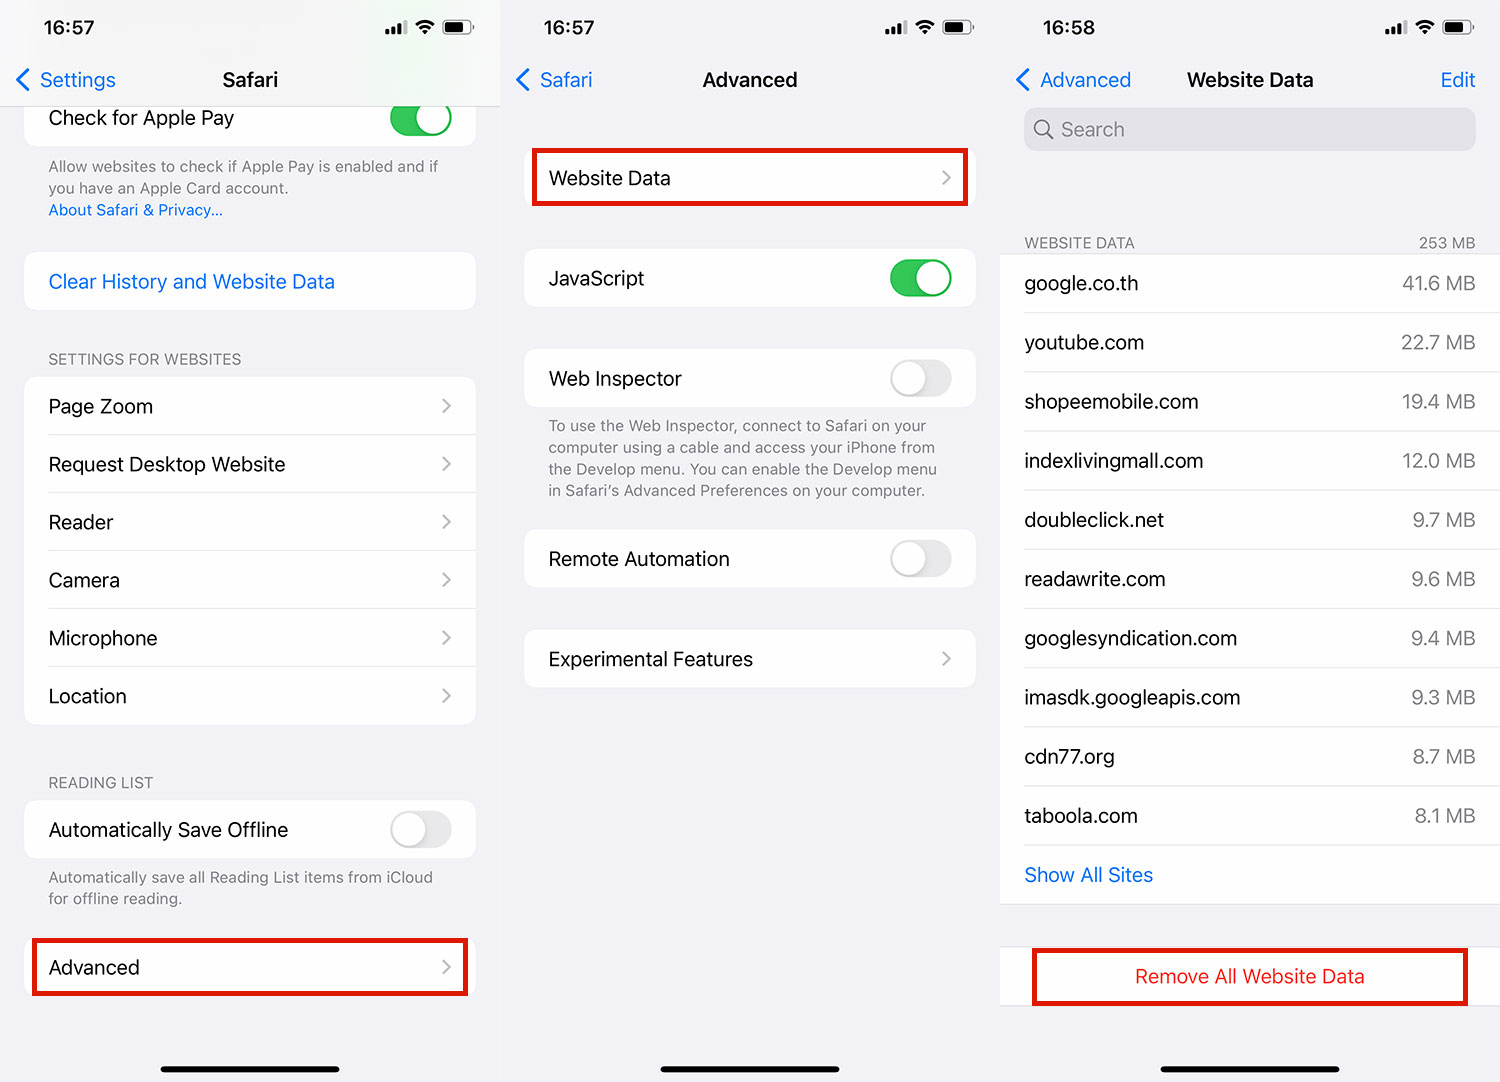 16:57
Settings
Safari
Check for Apple Pay
Allow websites to check if Apple Pay is enabled and if
you have an Apple Card account.
About Safari & Privacy...
Clear History and Website Data
SETTINGS FOR WEBSITES
Page Zoom
Request Desktop Website
Reader
Camera
Microphone
Location
READING LIST
Automatically Save Offline
Automatically save all Reading List items from iCloud
for offline reading.
Advanced
16:57
Safari
Advanced
Website Data
JavaScript
Web Inspector
To use the Web Inspector, connect to Safari on your
computer using a cable and access your iPhone from
the Develop menu. You can enable the Develop menu
in Safari’s Advanced Preferences on your computer.
Remote Automation
Experimental Features
16:58
Advanced
Website Data
Edit
Search
WEBSITE DATA 253 MB
google.co.th 41.6 MB
youtube.com 22.7 MB
shopeemobile.com 19.4 MB
indexlivingmall.com 12.0 MB
doubleclick.net 9.7 MB
readawrite.com 9.6 MB
googlesyndication.com 9.4 MB
imasdk.googleapis.com 9.3 MB
cdn77.org 8.7 MB
taboola.com 8.1 MB
Show All Sites
Remove All Website Data